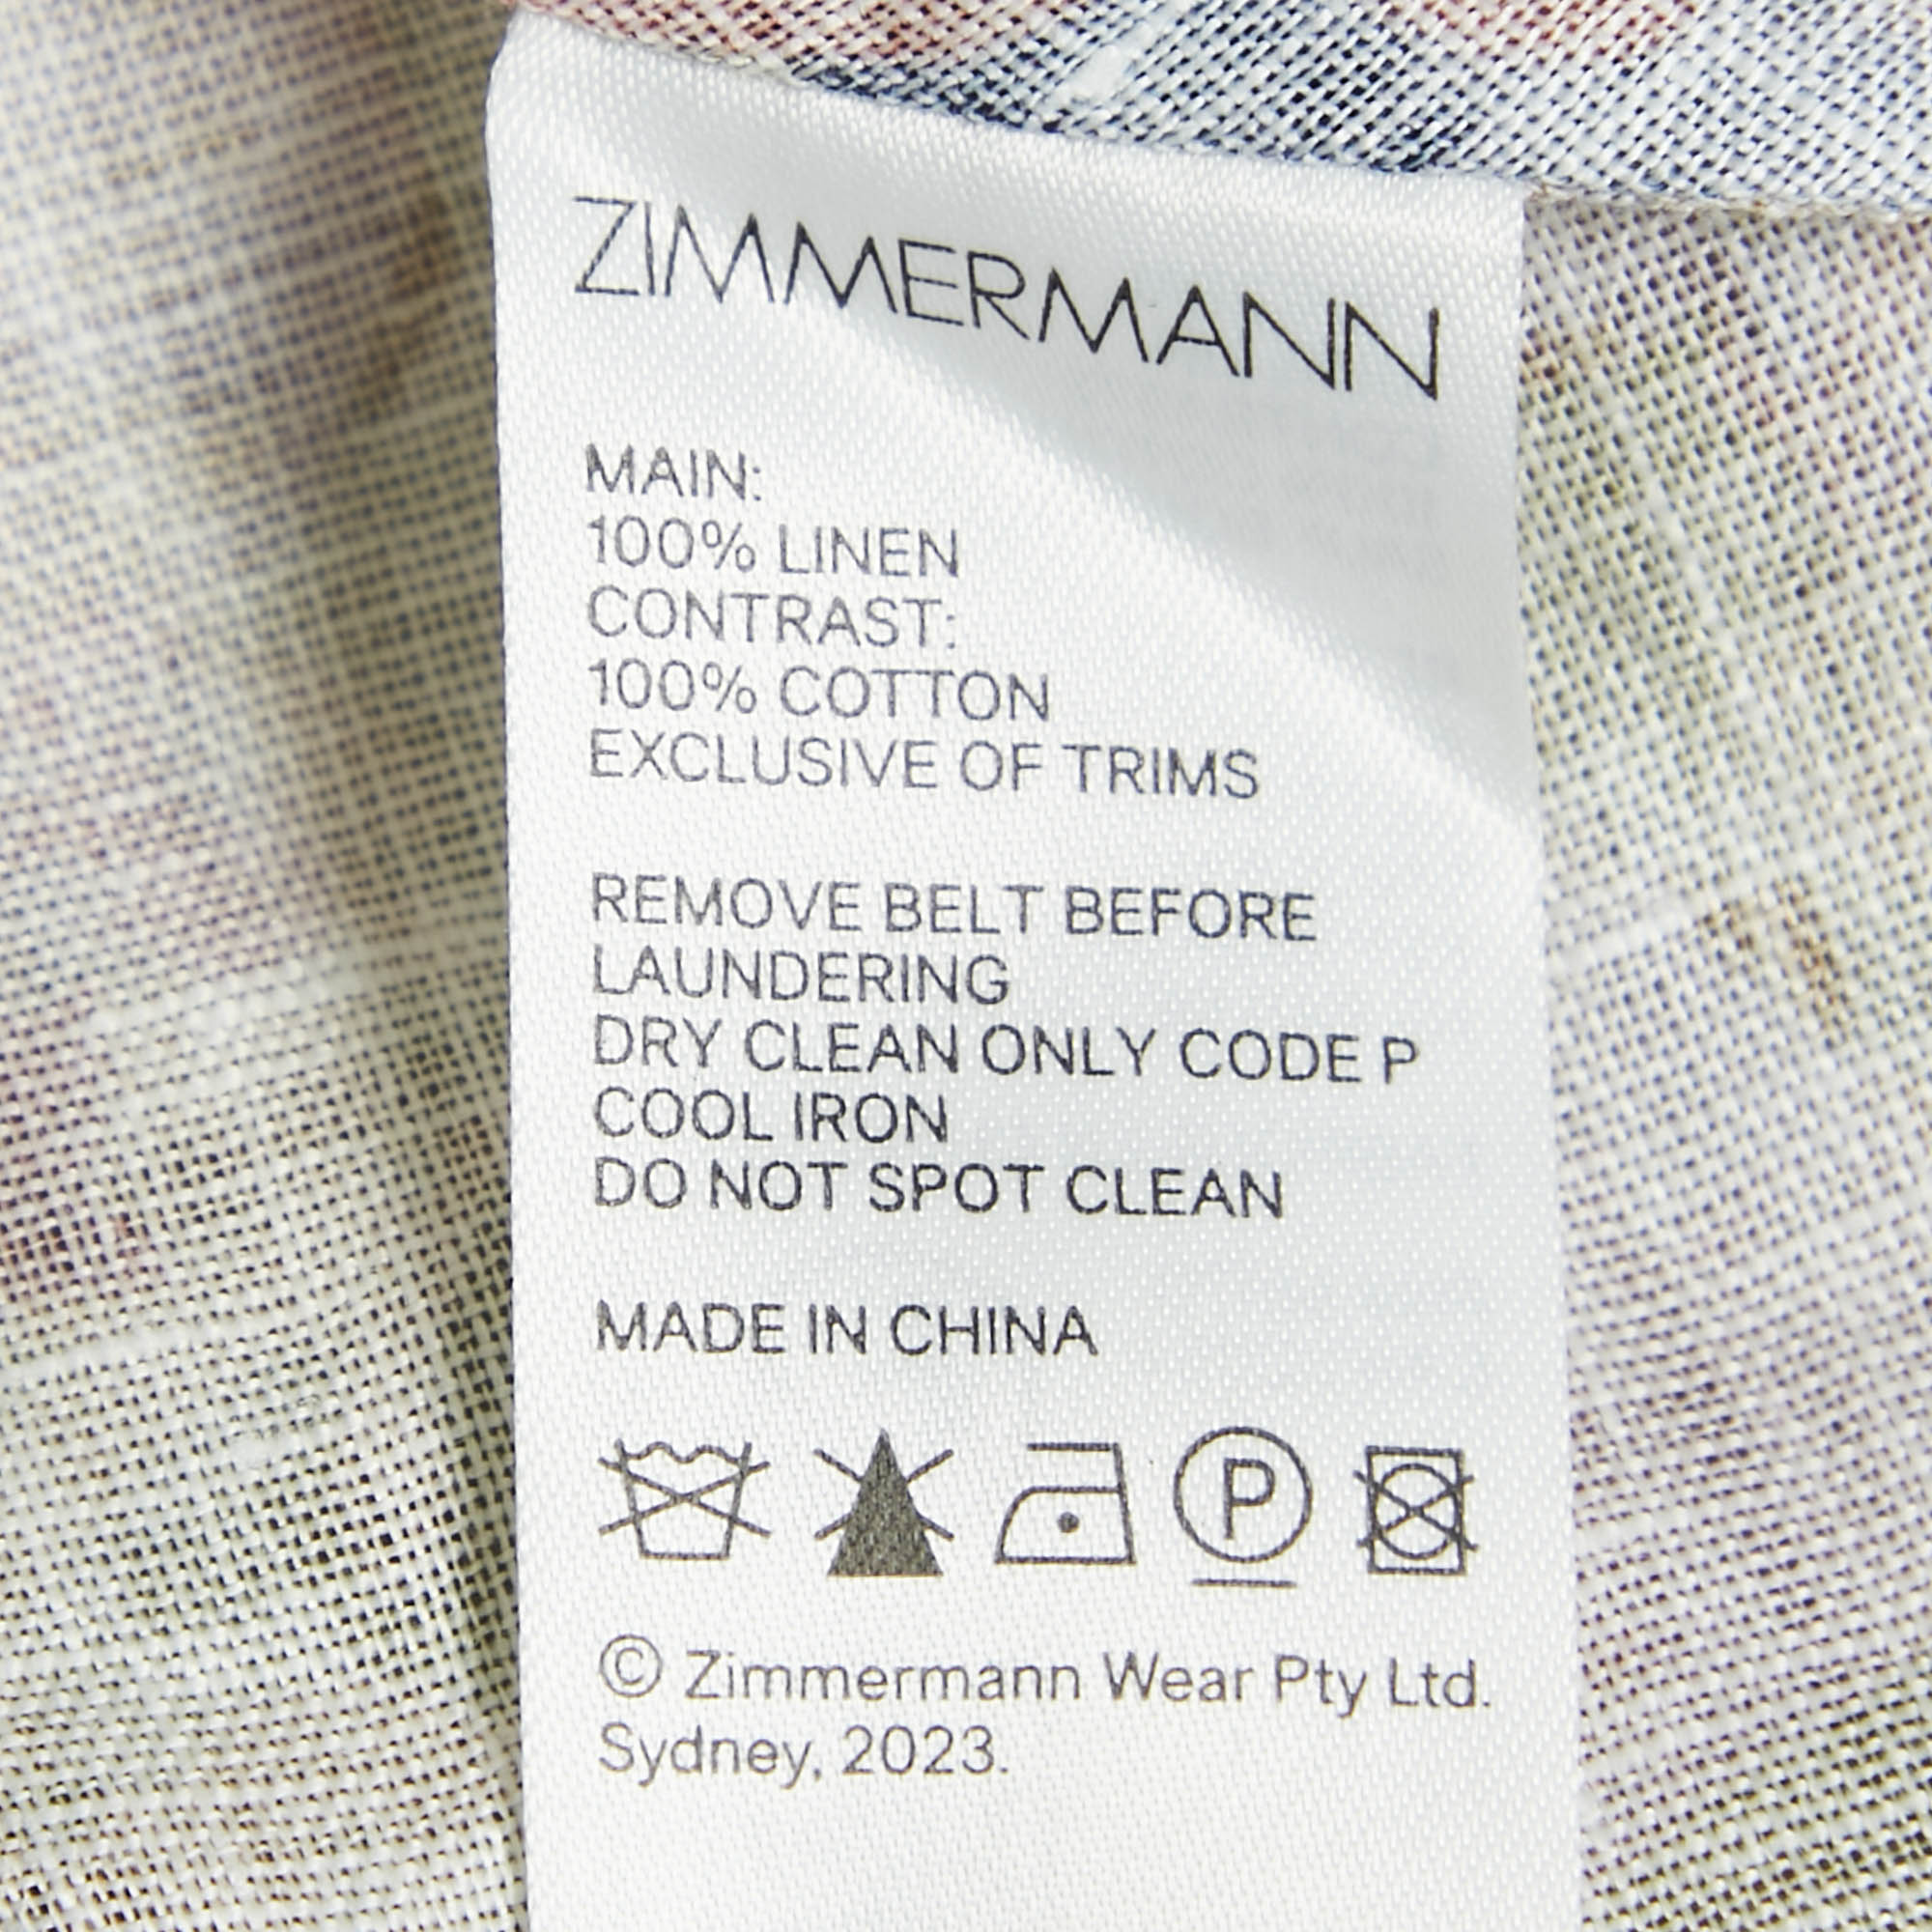 ZIMMERMANN
MAIN:
100% LINEN
CONTRAST:
100% COTTON
EXCLUSIVE OF TRIMS
REMOVE BELT BEFORE
LAUNDERING
DRY CLEAN ONLY CODE P
COOL IRON
DO NOT SPOT CLEAN
MADE IN CHINA
P
© Zimmermann Wear Pty Ltd.
Sydney, 2023.